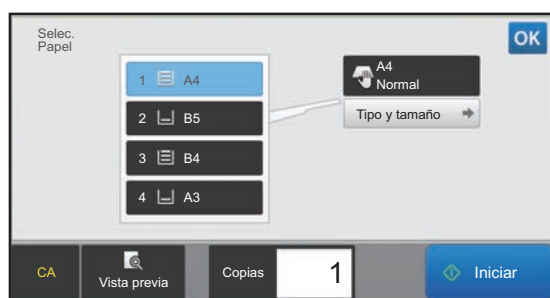 Selec.
Papel
OK
1 A4
2 B5
3 B4
4 A3
A4
Normal
Tipo y tamaño
CA
Vista previa
Copias
1
Iniciar